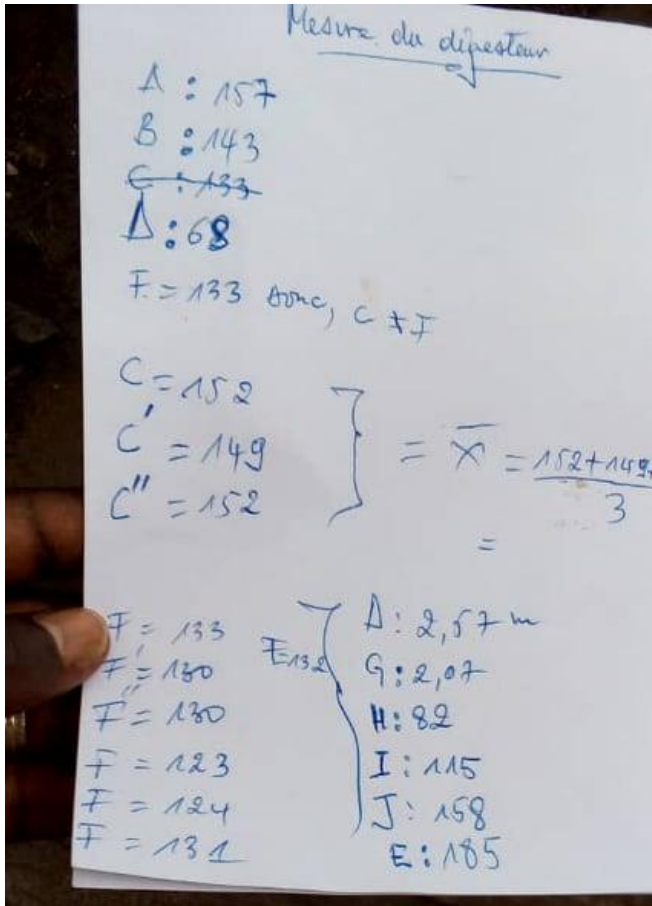 Mesure du digesteur
A : 157
B : 143
C : 133
D : 68
F = 133 donc, C ≠ F
C = 152
C' = 149
C'' = 152
= X̄ = 152+149+
3
=
F = 133
F' = 130
F'' = 130
F = 123
F = 124
F = 131
D : 2,57 m
G : 2,07
H : 82
I : 115
J : 158
E : 185